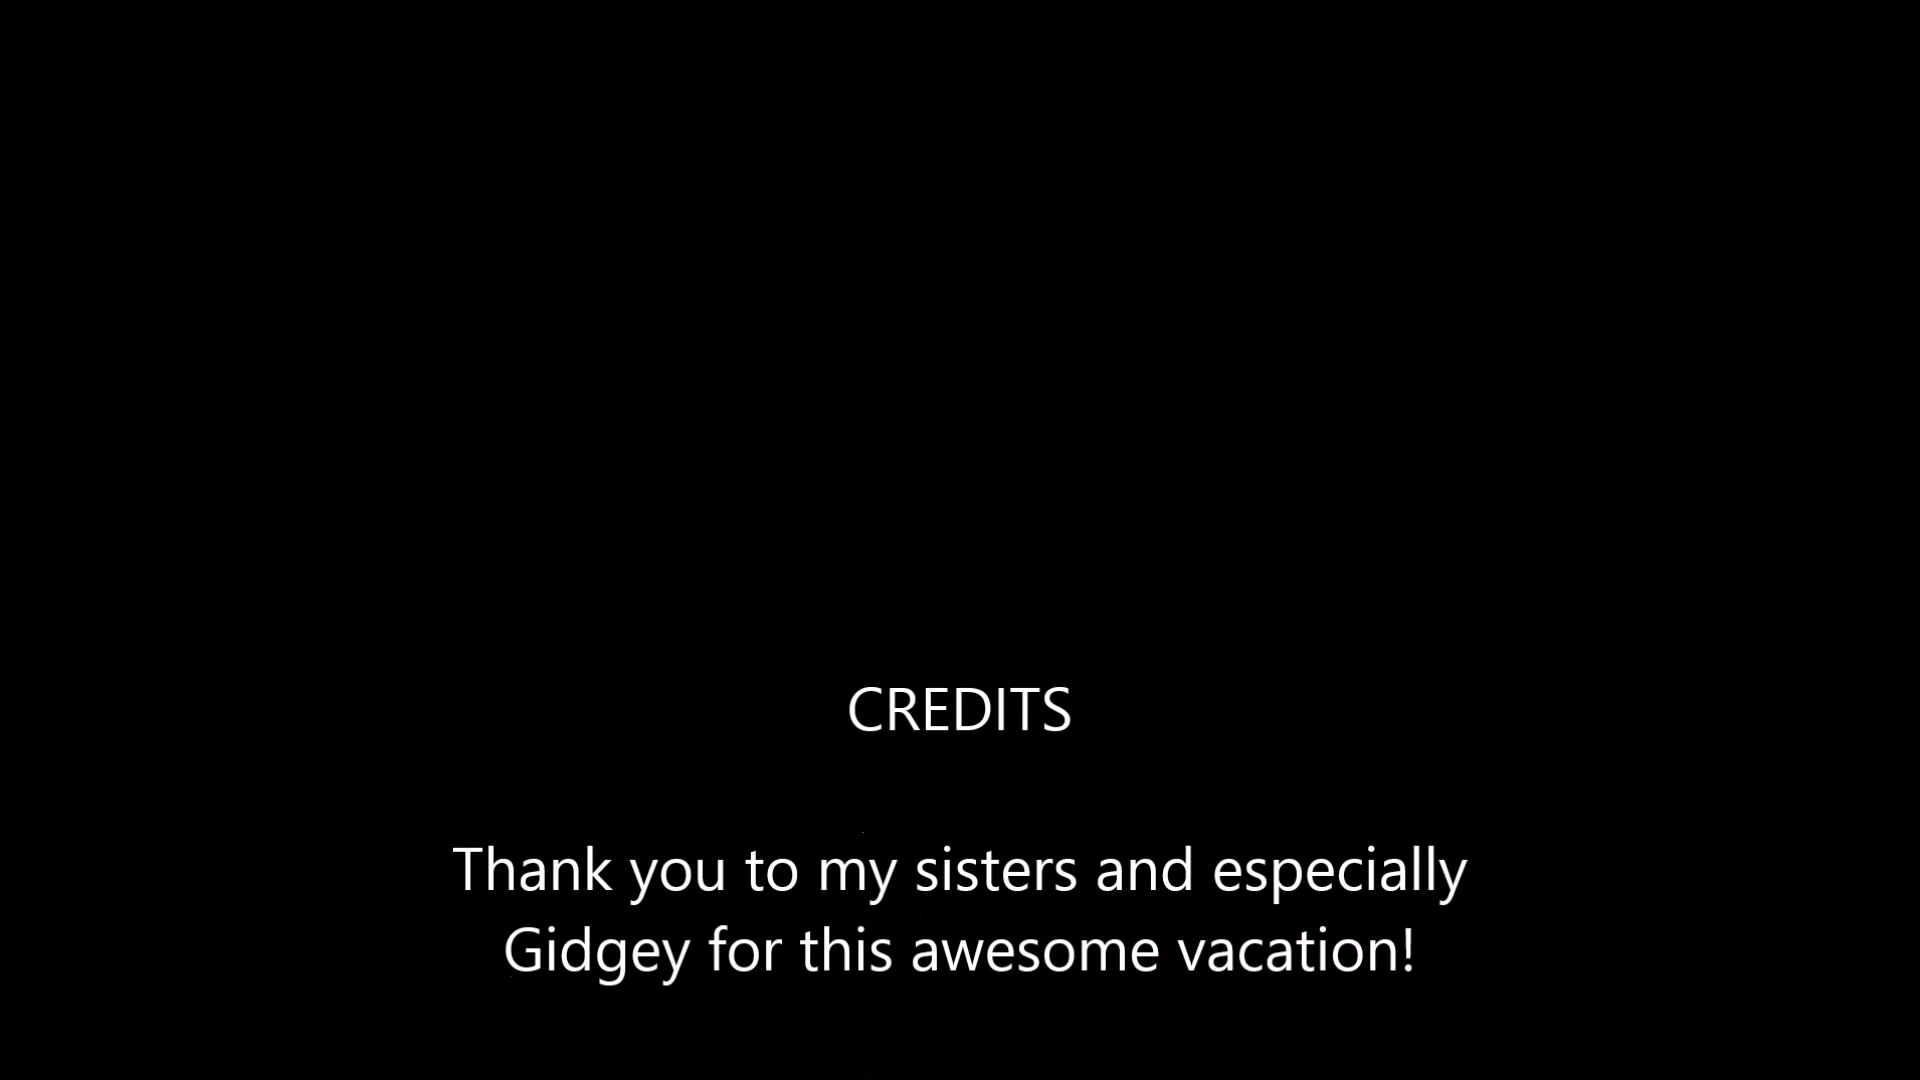 CREDITS
Thank you to my sisters and especially
Gidgey for this awesome vacation!